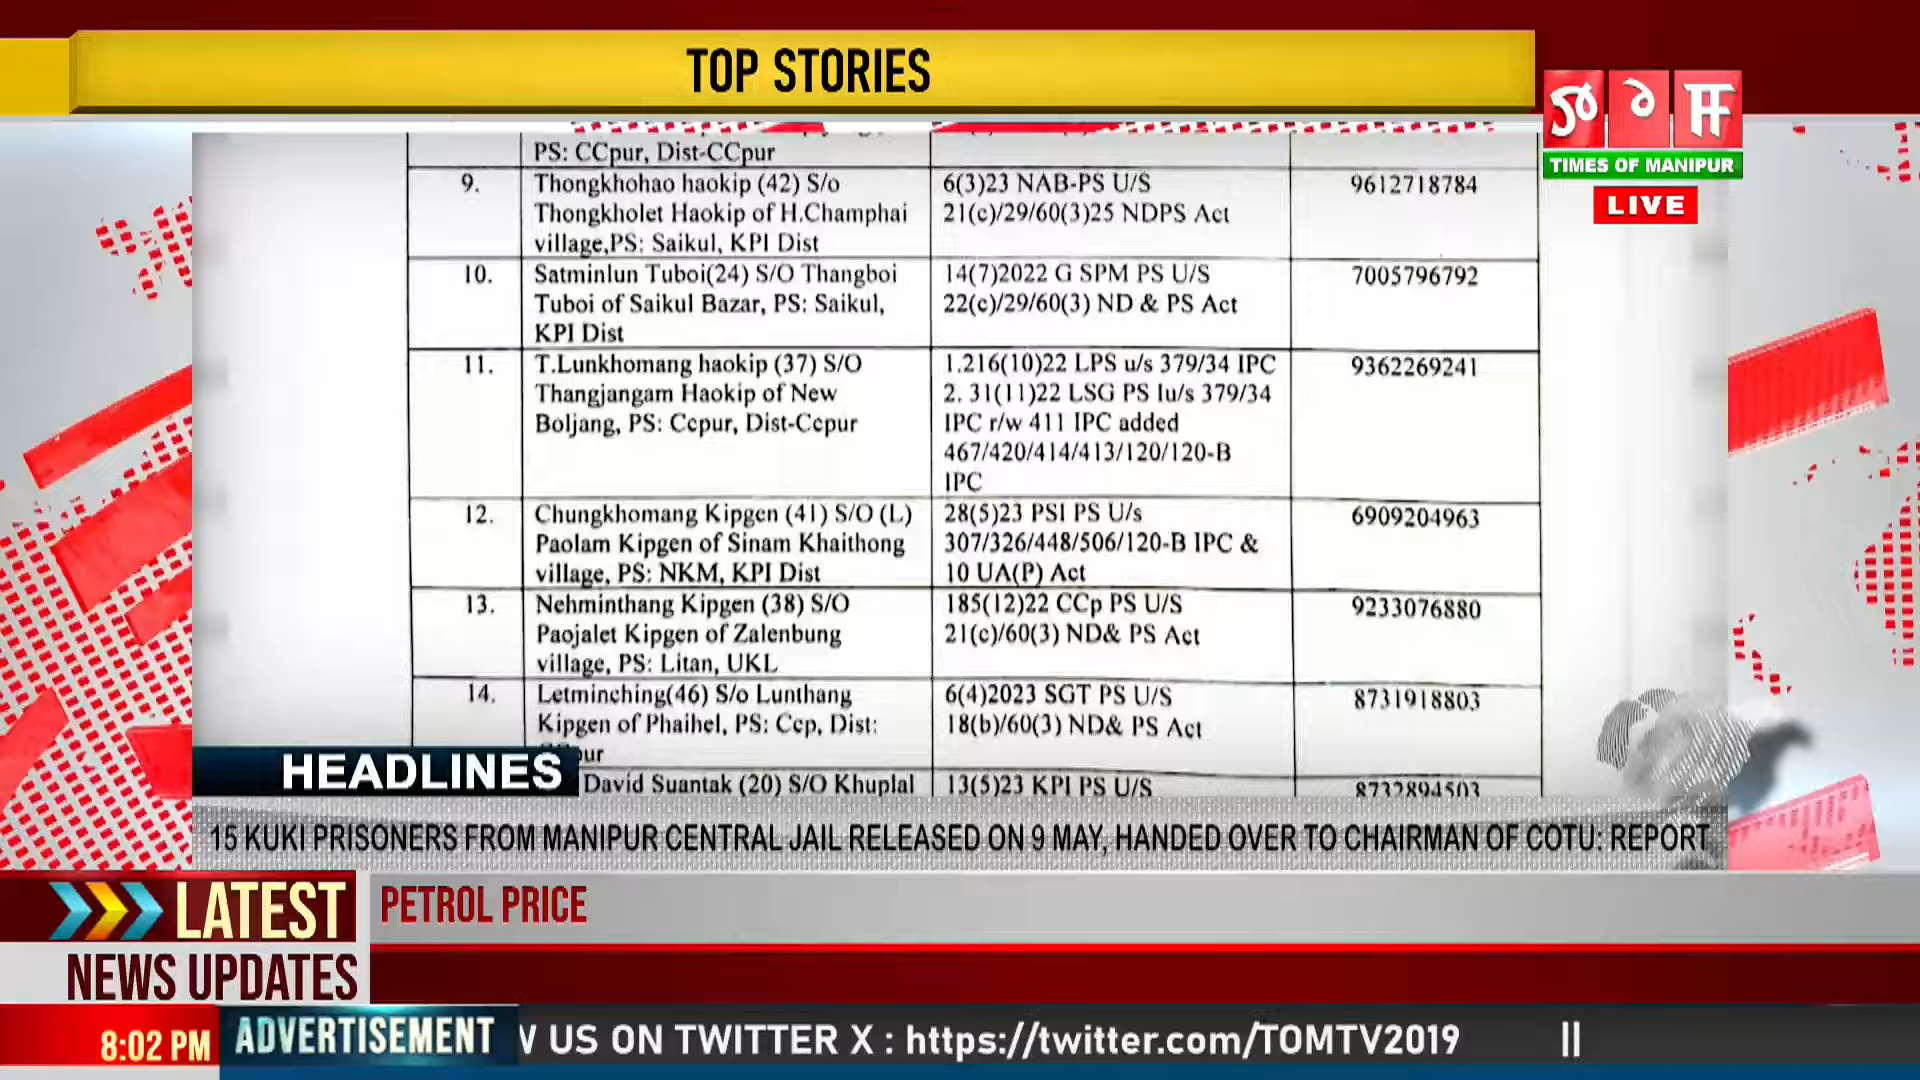 TOP STORIES
TIMES OF MANIPUR
LIVE
PS: CCpur, Dist-CCpur
9. Thongkhohao haokip (42) S/o 6(3)23 NAB-PS U/S 9612718784
Thongkholet Haokip of H.Champhai 21(c)/29/60(3)25 NDPS Act
village,PS: Saikul, KPI Dist
10. Satminlun Tuboi(24) S/O Thangboi 14(7)2022 G SPM PS U/S 7005796792
Tuboi of Saikul Bazar, PS: Saikul, 22(c)/29/60(3) ND & PS Act
KPI Dist
11. T.Lunkhomang haokip (37) S/O 1.216(10)22 LPS u/s 379/34 IPC 9362269241
Thangjangam Haokip of New 2. 31(11)22 LSG PS Iu/s 379/34
Boljang, PS: Ccpur, Dist-Ccpur IPC r/w 411 IPC added
467/420/414/413/120/120-B
IPC
12. Chungkhomang Kipgen (41) S/O (L) 28(5)23 PSI PS U/s 6909204963
Paolam Kipgen of Sinam Khaithong 307/326/448/506/120-B IPC &
village, PS: NKM, KPI Dist 10 UA(P) Act
13. Nehminthang Kipgen (38) S/O 185(12)22 CCp PS U/S 9233076880
Paojalet Kipgen of Zalenbung 21(c)/60(3) ND& PS Act
village, PS: Litan, UKL
14. Letminching(46) S/o Lunthang 6(4)2023 SGT PS U/S 8731918803
Kipgen of Phaihel, PS: Ccp, Dist: 18(b)/60(3) ND& PS Act
David Suantak (20) S/O Khuplal 13(5)23 KPI PS U/S 8732894503
HEADLINES
15 KUKI PRISONERS FROM MANIPUR CENTRAL JAIL RELEASED ON 9 MAY, HANDED OVER TO CHAIRMAN OF COTU: REPORT
LATEST
NEWS UPDATES
PETROL PRICE
8:02 PM
ADVERTISEMENT
US ON TWITTER X : https://twitter.com/TOMTV2019 ||